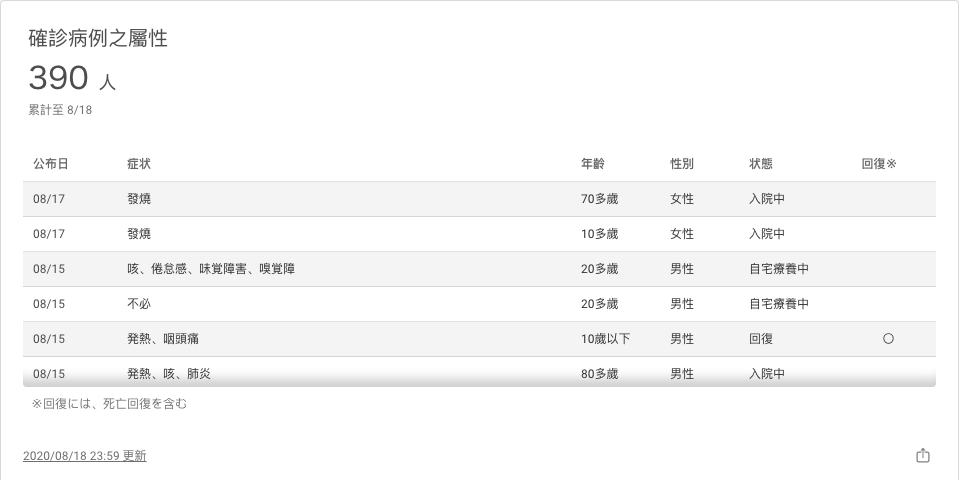 確診病例之屬性
390 人
累計至 8/18
公布日 症状 年齢 性別 状態 回復※
08/17 發燒 70多歲 女性 入院中
08/17 發燒 10多歲 女性 入院中
08/15 咳、倦怠感、味覚障害、嗅覚障 20多歲 男性 自宅療養中
08/15 不必 20多歲 男性 自宅療養中
08/15 発熱、咽頭痛 10歲以下 男性 回復 〇
08/15 発熱、咳、肺炎 80多歲 男性 入院中
※回復には、死亡回復を含む
2020/08/18 23:59 更新